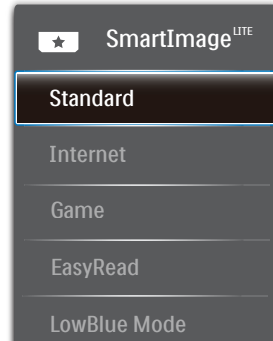 SmartImage LITE
Standard
Internet
Game
EasyRead
LowBlue Mode